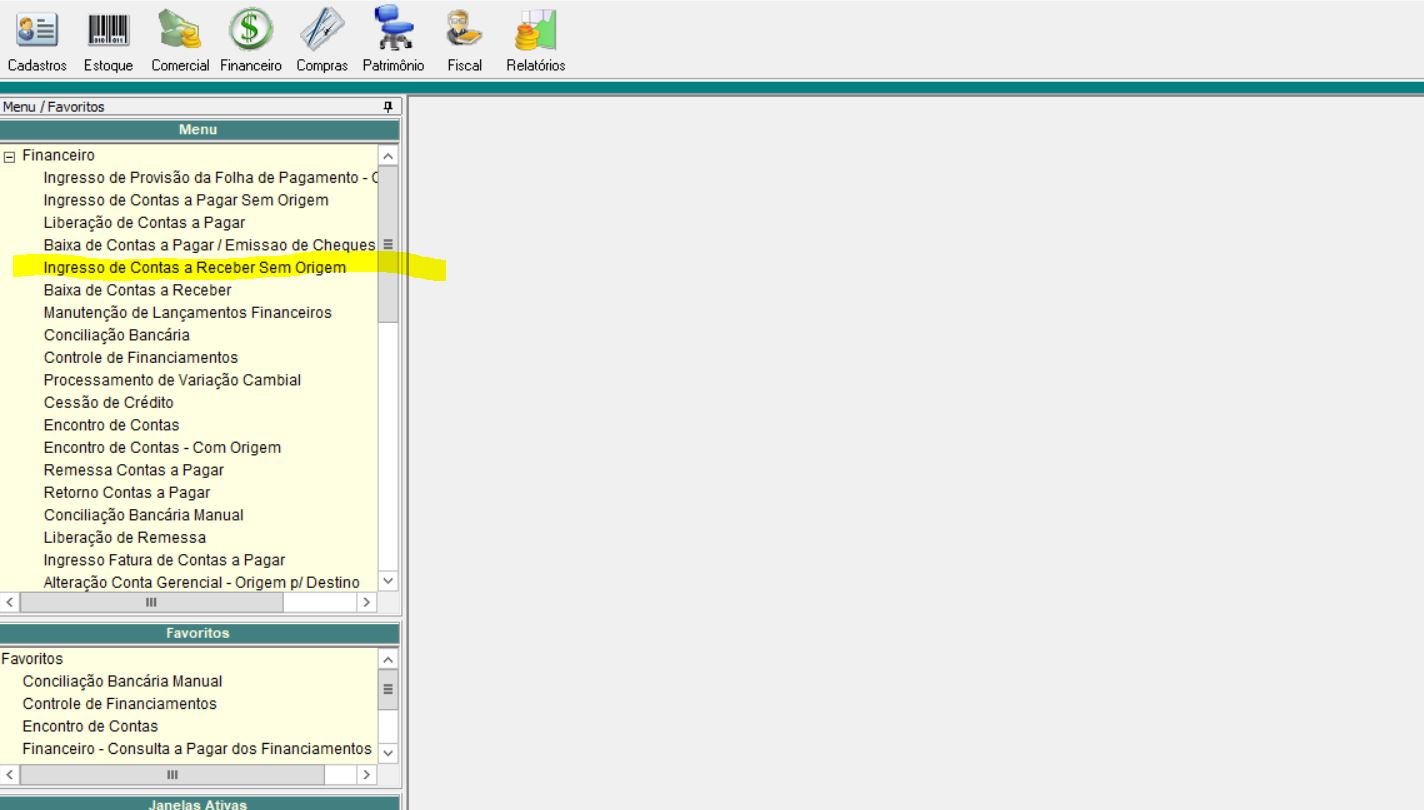 Cadastros Estoque Comercial Financeiro Compras Patrimônio Fiscal Relatórios
Menu / Favoritos
Menu
Financeiro
Ingresso de Provisão da Folha de Pagamento -
Ingresso de Contas a Pagar Sem Origem
Liberação de Contas a Pagar
Baixa de Contas a Pagar / Emissao de Cheques
Ingresso de Contas a Receber Sem Origem
Baixa de Contas a Receber
Manutenção de Lançamentos Financeiros
Conciliação Bancária
Controle de Financiamentos
Processamento de Variação Cambial
Cessão de Crédito
Encontro de Contas
Encontro de Contas - Com Origem
Remessa Contas a Pagar
Retorno Contas a Pagar
Conciliação Bancária Manual
Liberação de Remessa
Ingresso Fatura de Contas a Pagar
Alteração Conta Gerencial - Origem p/ Destino
Favoritos
Favoritos
Conciliação Bancária Manual
Controle de Financiamentos
Encontro de Contas
Financeiro - Consulta a Pagar dos Financiamentos
Janelas Ativas